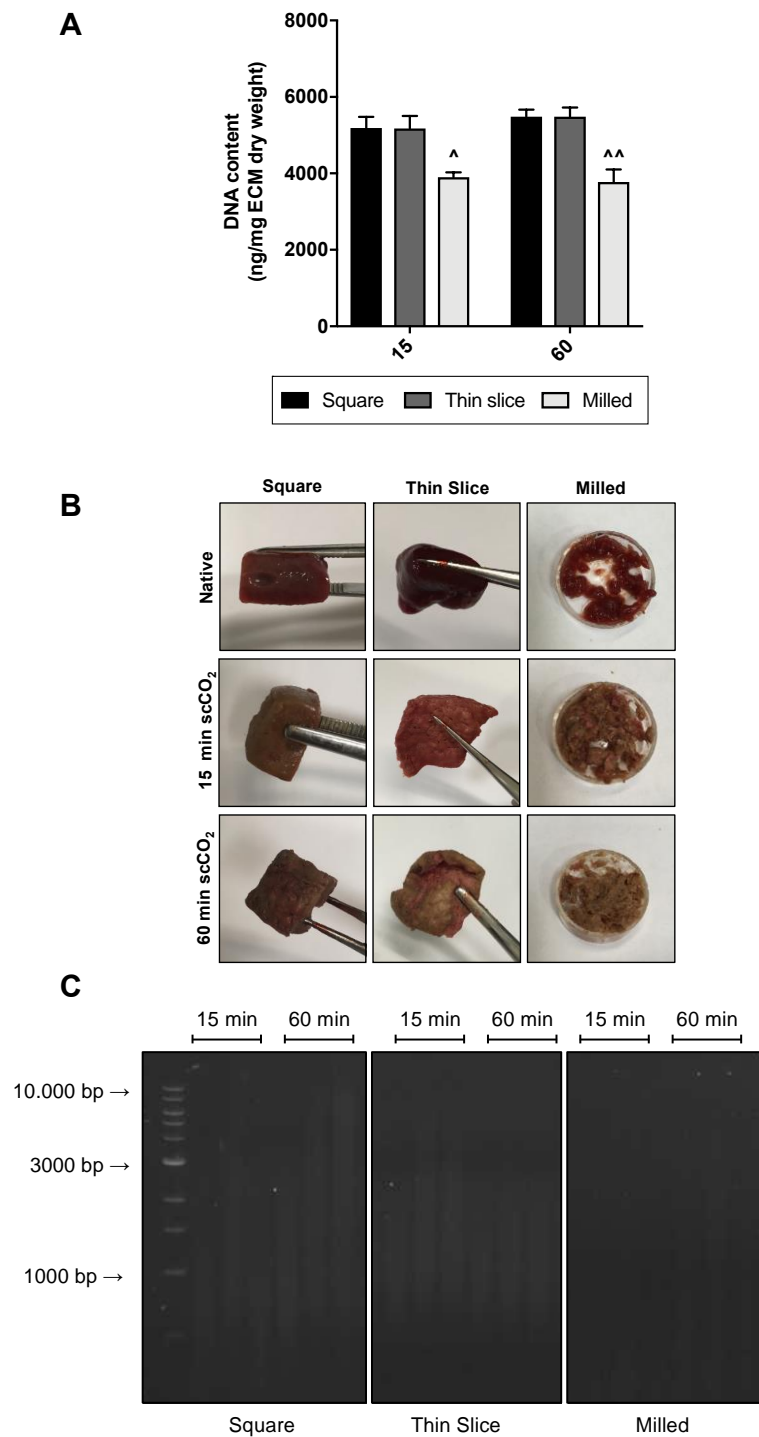 A
8000
6000
4000
2000
0
DNA content
(ng/mg ECM dry weight)
^
^^
15
60
Square Thin slice Milled
B
Square Thin Slice Milled
Native
15 min scCO₂
60 min scCO₂
C
15 min 60 min 15 min 60 min 15 min 60 min
10.000 bp →
3000 bp →
1000 bp →
Square Thin Slice Milled